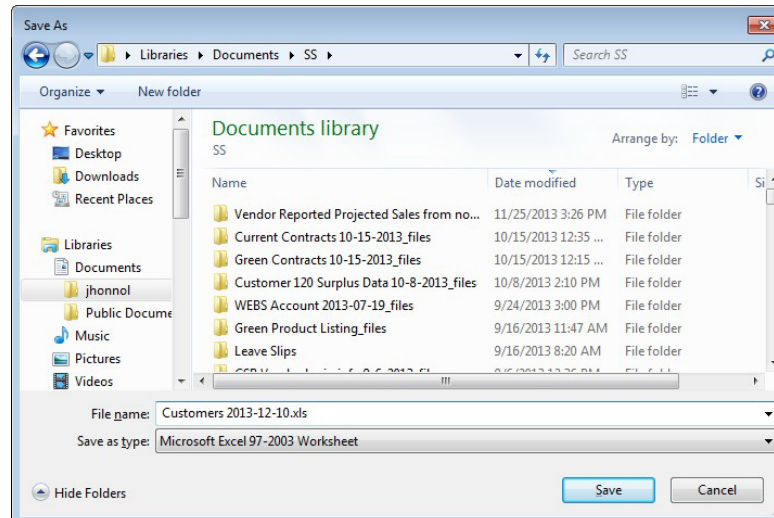 Save As
Libraries Documents SS Search SS
Organize New folder
Favorites
Desktop
Downloads
Recent Places
Libraries
Documents
jhonnol
Public Docume
Music
Pictures
Videos
Documents library
SS
Arrange by: Folder
Name Date modified Type Si
Vendor Reported Projected Sales from no... 11/25/2013 3:26 PM File folder
Current Contracts 10-15-2013_files 10/15/2013 12:35 ... File folder
Green Contracts 10-15-2013_files 10/15/2013 12:15 ... File folder
Customer 120 Surplus Data 10-8-2013_files 10/8/2013 2:10 PM File folder
WEBS Account 2013-07-19_files 9/24/2013 3:00 PM File folder
Green Product Listing_files 9/16/2013 11:47 AM File folder
Leave Slips 9/16/2013 8:20 AM File folder
File name: Customers 2013-12-10.xls
Save as type: Microsoft Excel 97-2003 Worksheet
Hide Folders Save Cancel